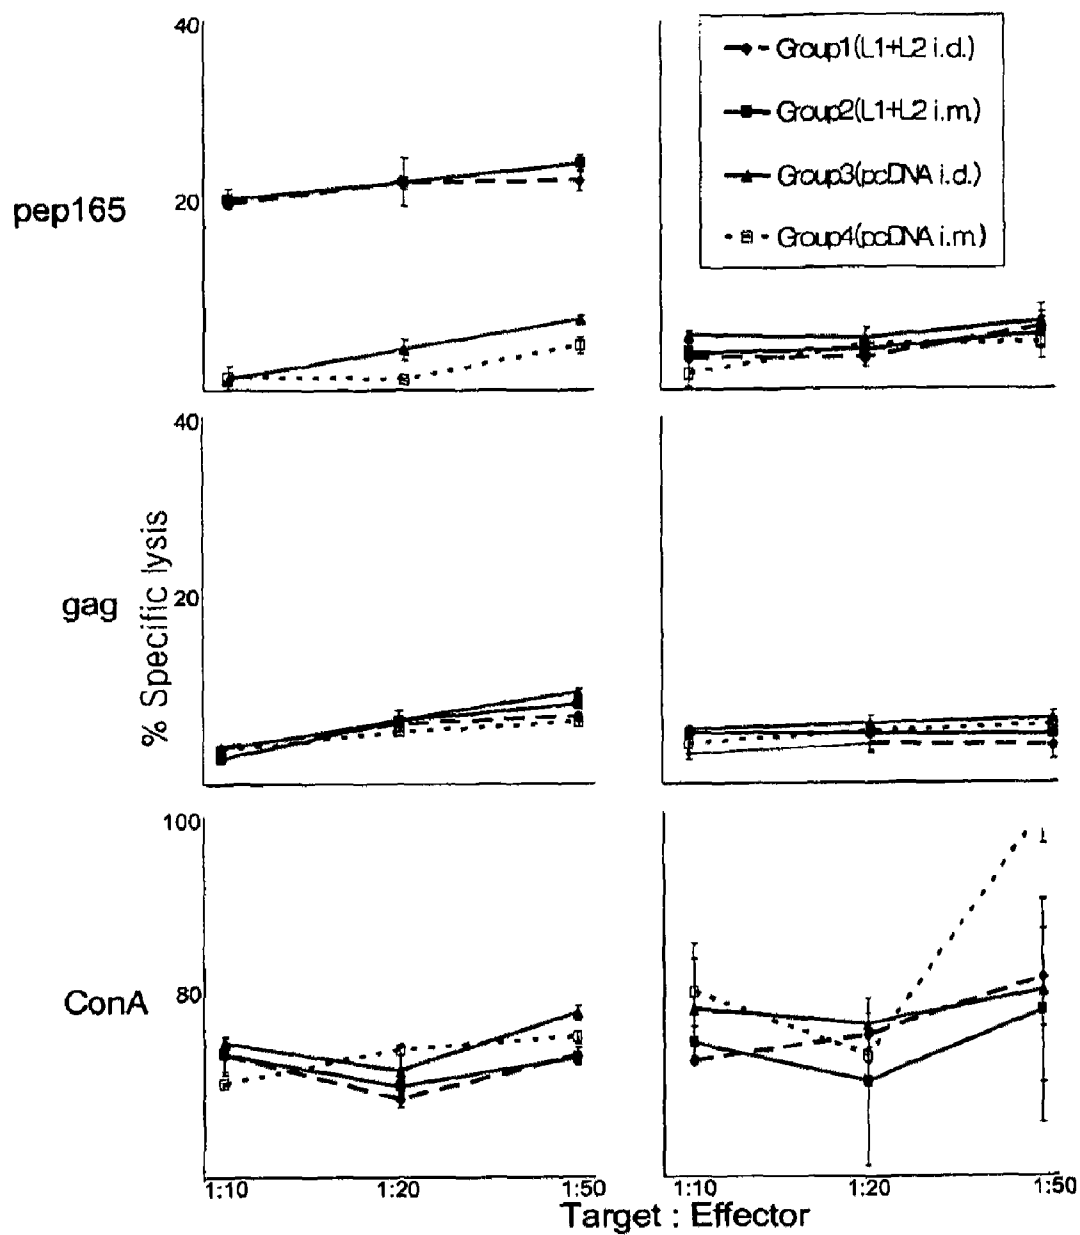 40
20
pep165
Group1(L1+L2 i.d.)
Group2(L1+L2 i.m.)
Group3(pcDNA i.d.)
Group4(pcDNA i.m.)
40
20
gag
% Specific lysis
100
80
ConA
1:10 1:20 1:50 1:10 1:20 1:50
Target : Effector